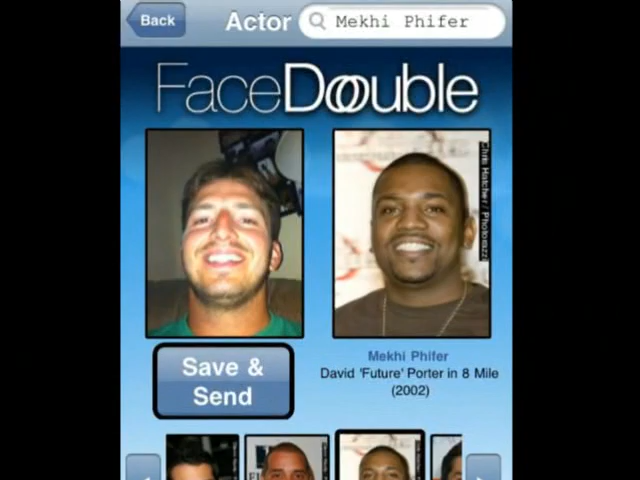 Back
Actor
Mekhi Phifer
FaceDouble
Chris Hatcher / Photorazzi
Save &
Send
Mekhi Phifer
David 'Future' Porter in 8 Mile
(2002)